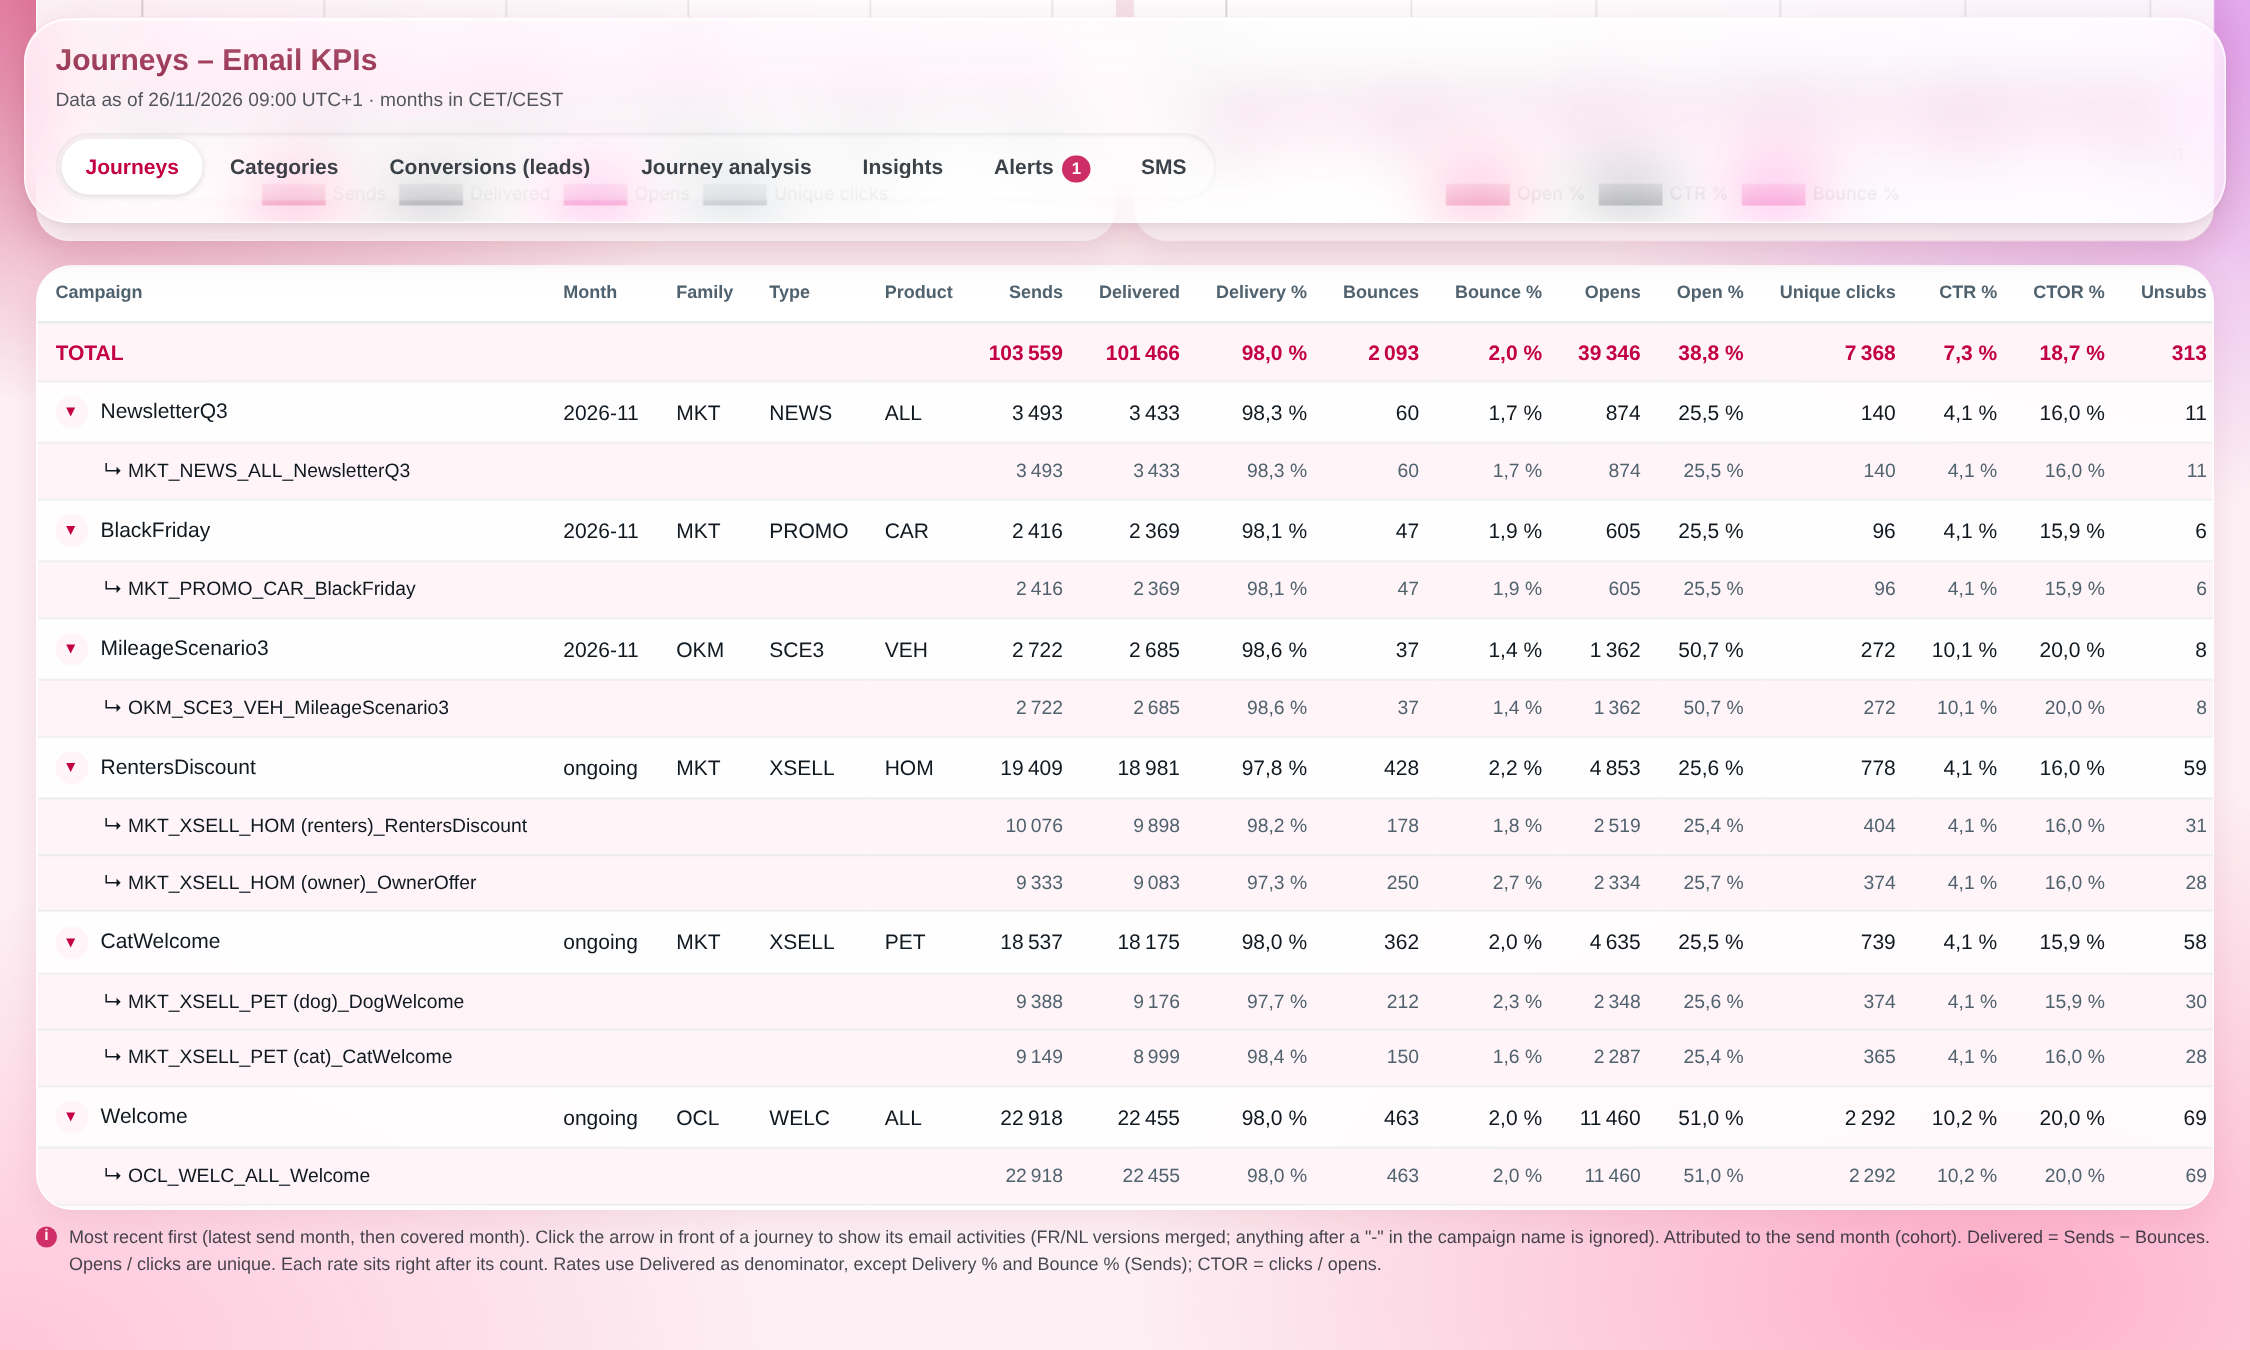 Journeys – Email KPIs
Data as of 26/11/2026 09:00 UTC+1 · months in CET/CEST
Journeys Categories Conversions (leads) Journey analysis Insights Alerts 1 SMS
Sends Delivered Opens Unique clicks Open % CTR % Bounce %
Campaign Month Family Type Product Sends Delivered Delivery % Bounces Bounce % Opens Open % Unique clicks CTR % CTOR % Unsubs
TOTAL 103 559 101 466 98,0 % 2 093 2,0 % 39 346 38,8 % 7 368 7,3 % 18,7 % 313
▼ NewsletterQ3 2026-11 MKT NEWS ALL 3 493 3 433 98,3 % 60 1,7 % 874 25,5 % 140 4,1 % 16,0 % 11
↳ MKT_NEWS_ALL_NewsletterQ3 3 493 3 433 98,3 % 60 1,7 % 874 25,5 % 140 4,1 % 16,0 % 11
▼ BlackFriday 2026-11 MKT PROMO CAR 2 416 2 369 98,1 % 47 1,9 % 605 25,5 % 96 4,1 % 15,9 % 6
↳ MKT_PROMO_CAR_BlackFriday 2 416 2 369 98,1 % 47 1,9 % 605 25,5 % 96 4,1 % 15,9 % 6
▼ MileageScenario3 2026-11 OKM SCE3 VEH 2 722 2 685 98,6 % 37 1,4 % 1 362 50,7 % 272 10,1 % 20,0 % 8
↳ OKM_SCE3_VEH_MileageScenario3 2 722 2 685 98,6 % 37 1,4 % 1 362 50,7 % 272 10,1 % 20,0 % 8
▼ RentersDiscount ongoing MKT XSELL HOM 19 409 18 981 97,8 % 428 2,2 % 4 853 25,6 % 778 4,1 % 16,0 % 59
↳ MKT_XSELL_HOM (renters)_RentersDiscount 10 076 9 898 98,2 % 178 1,8 % 2 519 25,4 % 404 4,1 % 16,0 % 31
↳ MKT_XSELL_HOM (owner)_OwnerOffer 9 333 9 083 97,3 % 250 2,7 % 2 334 25,7 % 374 4,1 % 16,0 % 28
▼ CatWelcome ongoing MKT XSELL PET 18 537 18 175 98,0 % 362 2,0 % 4 635 25,5 % 739 4,1 % 15,9 % 58
↳ MKT_XSELL_PET (dog)_DogWelcome 9 388 9 176 97,7 % 212 2,3 % 2 348 25,6 % 374 4,1 % 15,9 % 30
↳ MKT_XSELL_PET (cat)_CatWelcome 9 149 8 999 98,4 % 150 1,6 % 2 287 25,4 % 365 4,1 % 16,0 % 28
▼ Welcome ongoing OCL WELC ALL 22 918 22 455 98,0 % 463 2,0 % 11 460 51,0 % 2 292 10,2 % 20,0 % 69
↳ OCL_WELC_ALL_Welcome 22 918 22 455 98,0 % 463 2,0 % 11 460 51,0 % 2 292 10,2 % 20,0 % 69
i Most recent first (latest send month, then covered month). Click the arrow in front of a journey to show its email activities (FR/NL versions merged; anything after a "-" in the campaign name is ignored). Attributed to the send month (cohort). Delivered = Sends − Bounces.
Opens / clicks are unique. Each rate sits right after its count. Rates use Delivered as denominator, except Delivery % and Bounce % (Sends); CTOR = clicks / opens.